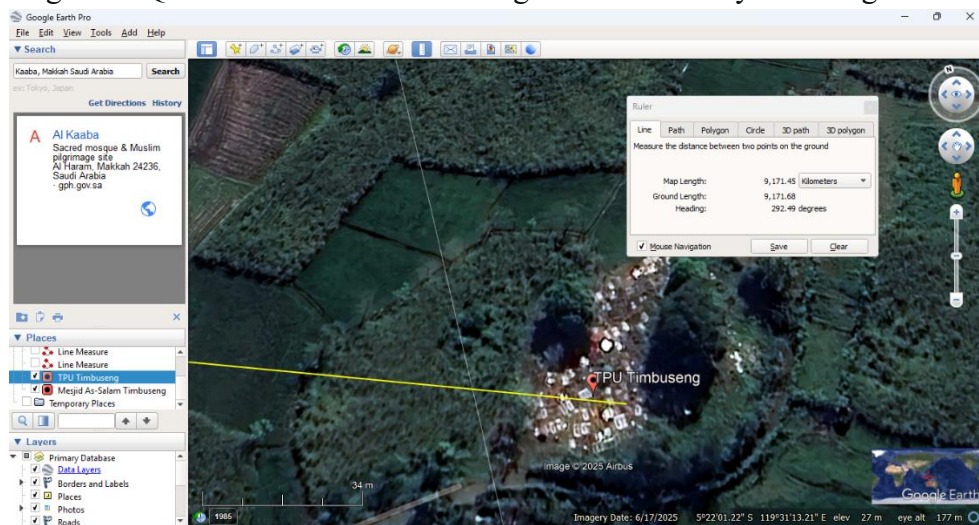 Google Earth Pro
File Edit View Tools Add Help
Search
Kaaba, Makkah Saudi Arabia Search
ex: Tokyo, Japan
Get Directions History
A Al Kaaba
Sacred mosque & Muslim
pilgrimage site
Al Haram, Makkah 24236,
Saudi Arabia
· gph.gov.sa
Places
Line Measure
Line Measure
TPU Timbuseng
Mesjid As-Salam Timbuseng
Temporary Places
Layers
Primary Database
Data Layers
Borders and Labels
Places
Photos
Roads
N
Ruler
Line Path Polygon Circle 3D path 3D polygon
Measure the distance between two points on the ground
Map Length: 9,171.45 Kilometers
Ground Length: 9,171.68
Heading: 292.49 degrees
Mouse Navigation Save Clear
TPU Timbuseng
Image © 2025 Airbus
34 m
Google Earth
1985
Imagery Date: 6/17/2025 5°22'01.22" S 119°31'13.21" E elev 27 m eye alt 177 m